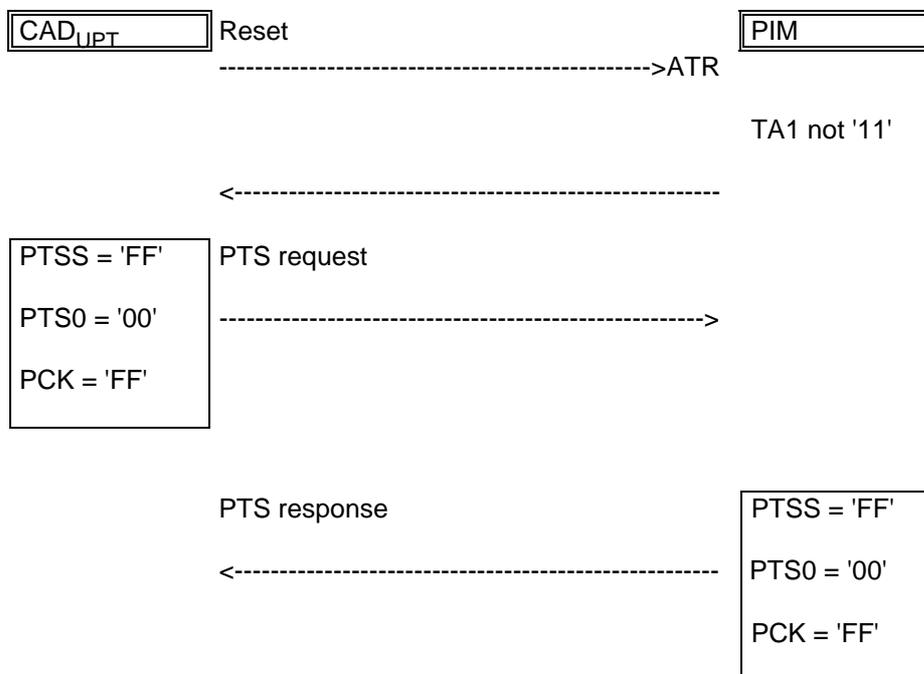 CAD_UPT Reset PIM
-------------------------------------------------->ATR
TA1 not '11'
<------------------------------------------------------
PTSS = 'FF' PTS request
PTS0 = '00' ------------------------------------------------------>
PCK = 'FF'
PTS response PTSS = 'FF'
<------------------------------------------------------ PTS0 = '00'
PCK = 'FF'